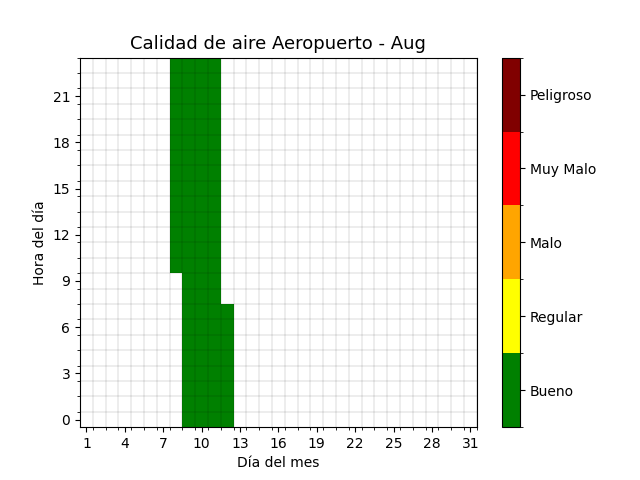 Calidad de aire Aeropuerto - Aug
21
18
15
12
9
6
3
0
Hora del día
1 4 7 10 13 16 19 22 25 28 31
Día del mes
Peligroso
Muy Malo
Malo
Regular
Bueno